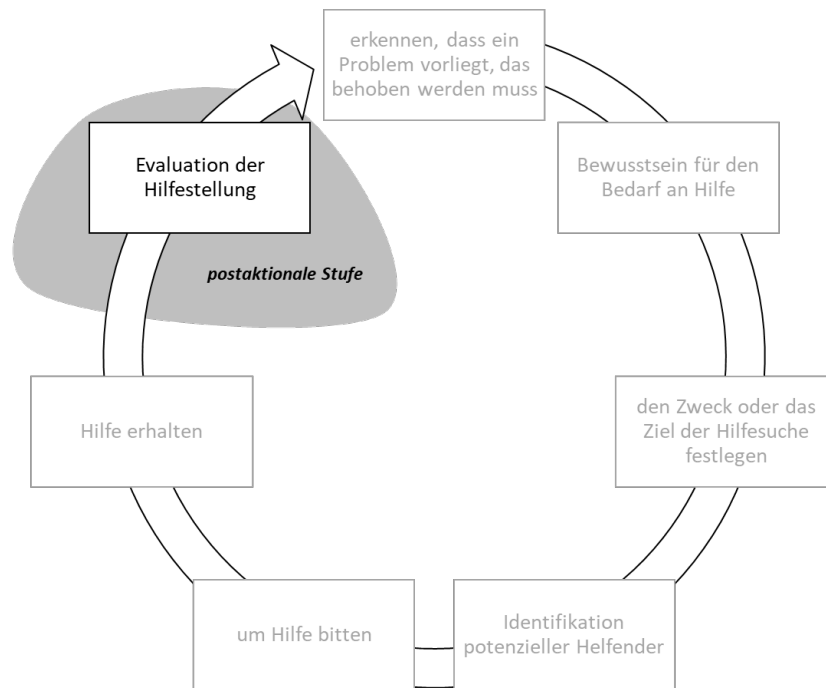 erkennen, dass ein
Problem vorliegt, das
behoben werden muss
Bewusstsein für den
Bedarf an Hilfe
den Zweck oder das
Ziel der Hilfesuche
festlegen
Identifikation
potenzieller Helfender
um Hilfe bitten
Hilfe erhalten
Evaluation der
Hilfestellung
postaktionale Stufe